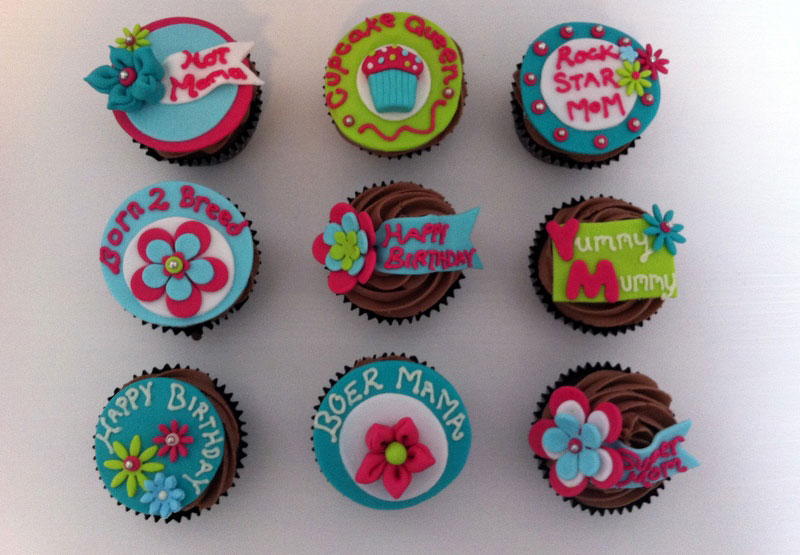 Hot
Mama
Cupcake Queen
ROCK
STAR
MOM
Born 2 Breed
HAPPY
BIRTHDAY
Yummy
Mummy
HAPPY BIRTHDAY
BOER MAMA
Super
Mom